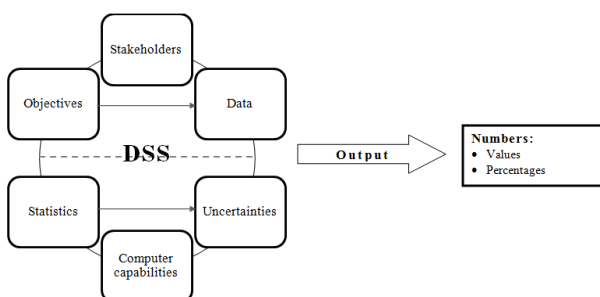 Stakeholders
Objectives
Data
DSS
Output
Numbers:
• Values
• Percentages
Statistics
Uncertainties
Computer
capabilities